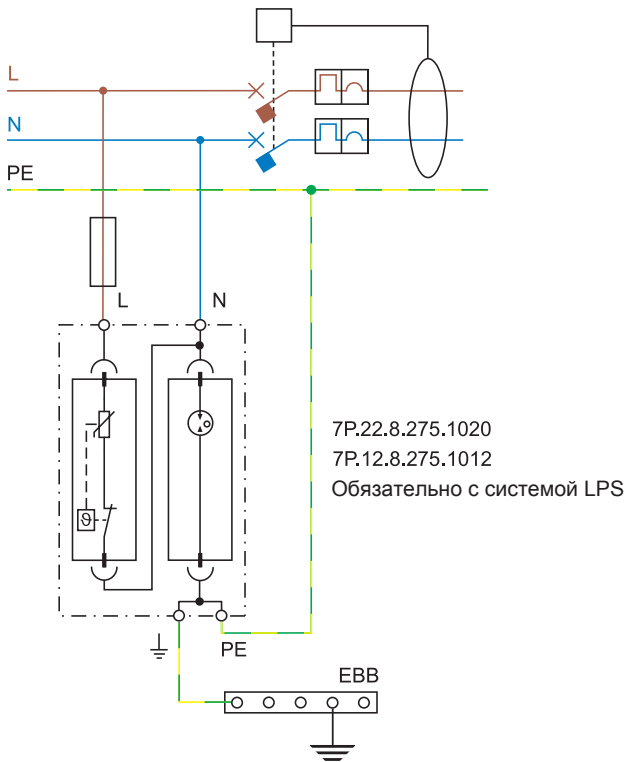 L
N
PE
L
N
7P.22.8.275.1020
7P.12.8.275.1012
Обязательно с системой LPS
ϑ
PE
EBB